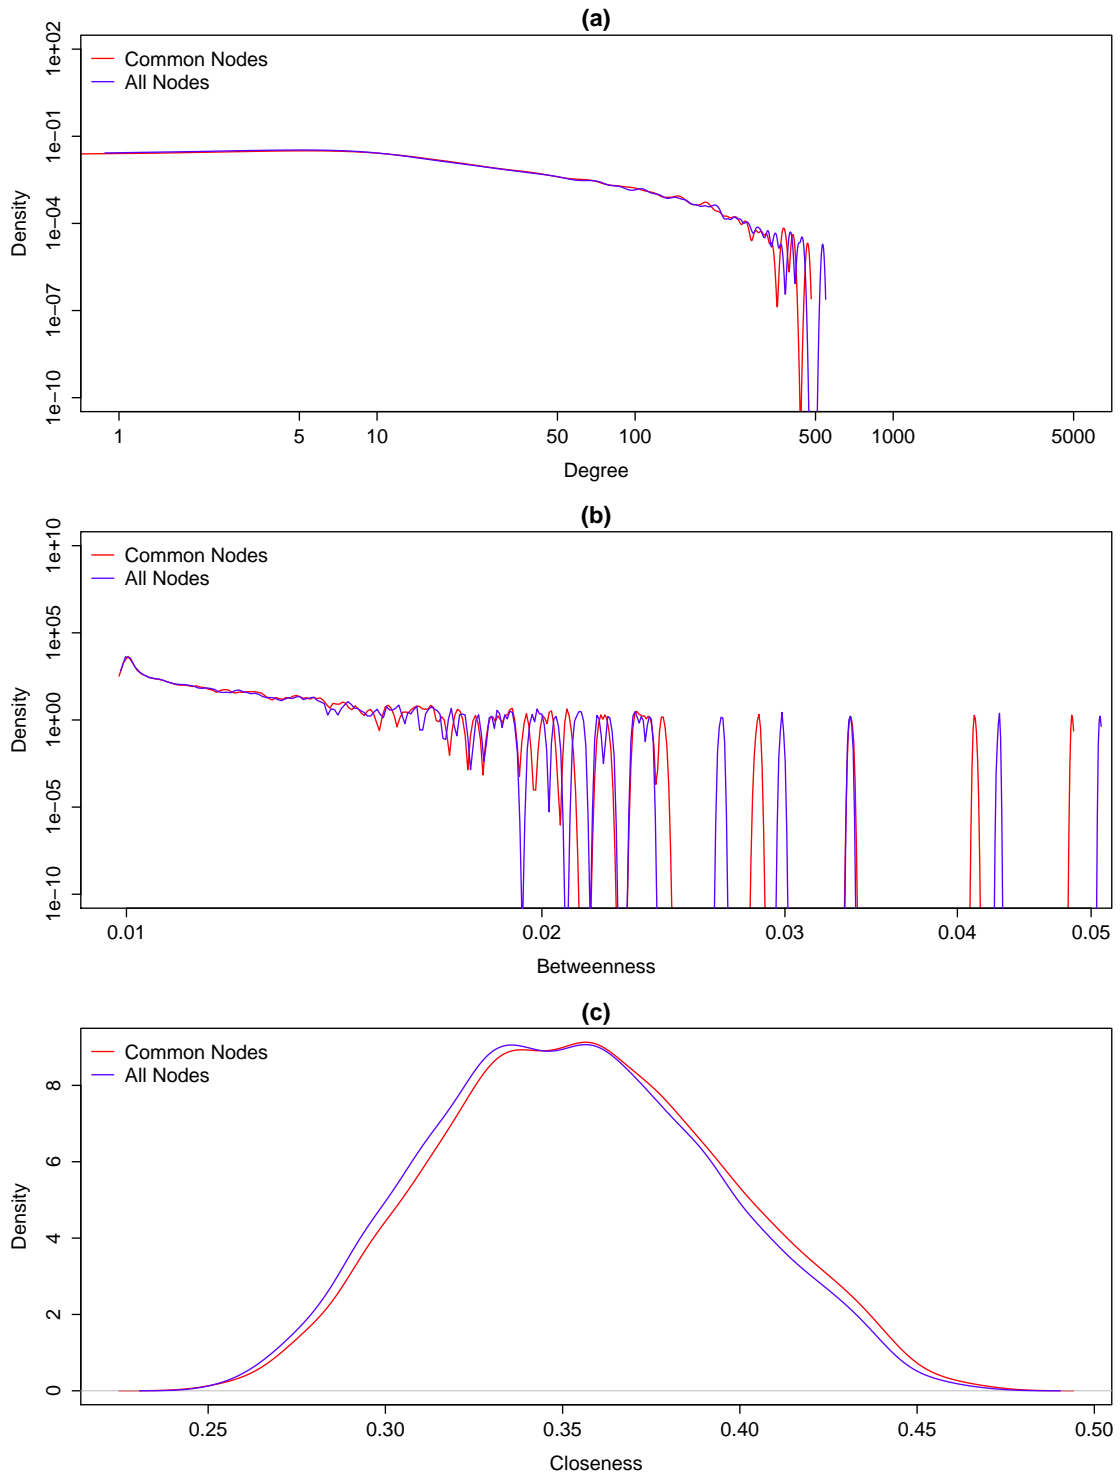 (a)
Common Nodes
All Nodes
Density
1e+02
1e−01
1e−04
1e−07
1e−10
1 5 10 50 100 500 1000 5000
Degree
(b)
Common Nodes
All Nodes
Density
1e+10
1e+05
1e+00
1e−05
1e−10
0.01 0.02 0.03 0.04 0.05
Betweenness
(c)
Common Nodes
All Nodes
Density
8
6
4
2
0
0.25 0.30 0.35 0.40 0.45 0.50
Closeness